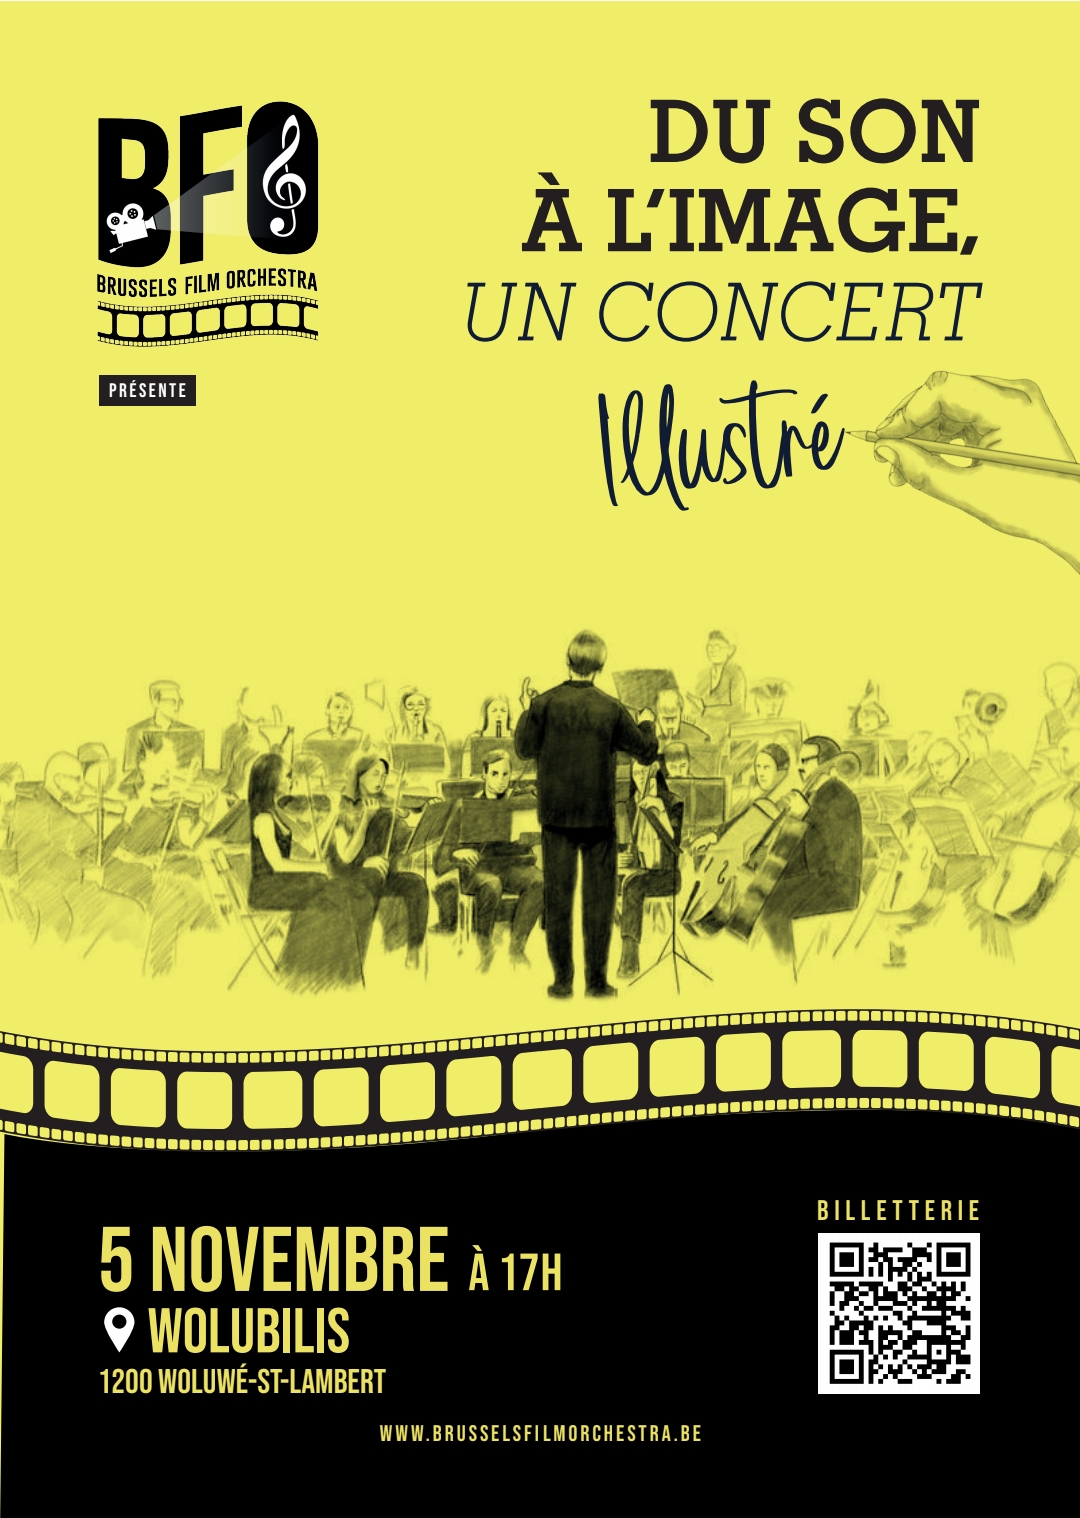 BFO
BRUSSELS FILM ORCHESTRA
PRÉSENTE
DU SON
À L'IMAGE,
UN CONCERT
Illustré
5 NOVEMBRE À 17H
WOLUBILIS
1200 WOLUWÉ-ST-LAMBERT
BILLETTERIE
WWW.BRUSSELSFILMORCHESTRA.BE